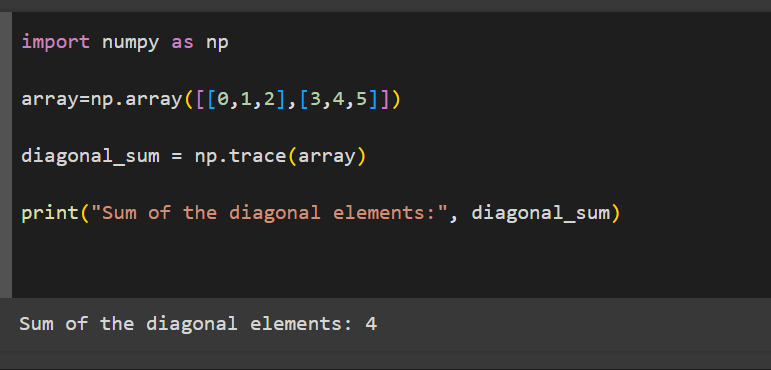 import numpy as np
array=np.array([[0,1,2],[3,4,5]])
diagonal_sum = np.trace(array)
print("Sum of the diagonal elements:", diagonal_sum)
Sum of the diagonal elements: 4